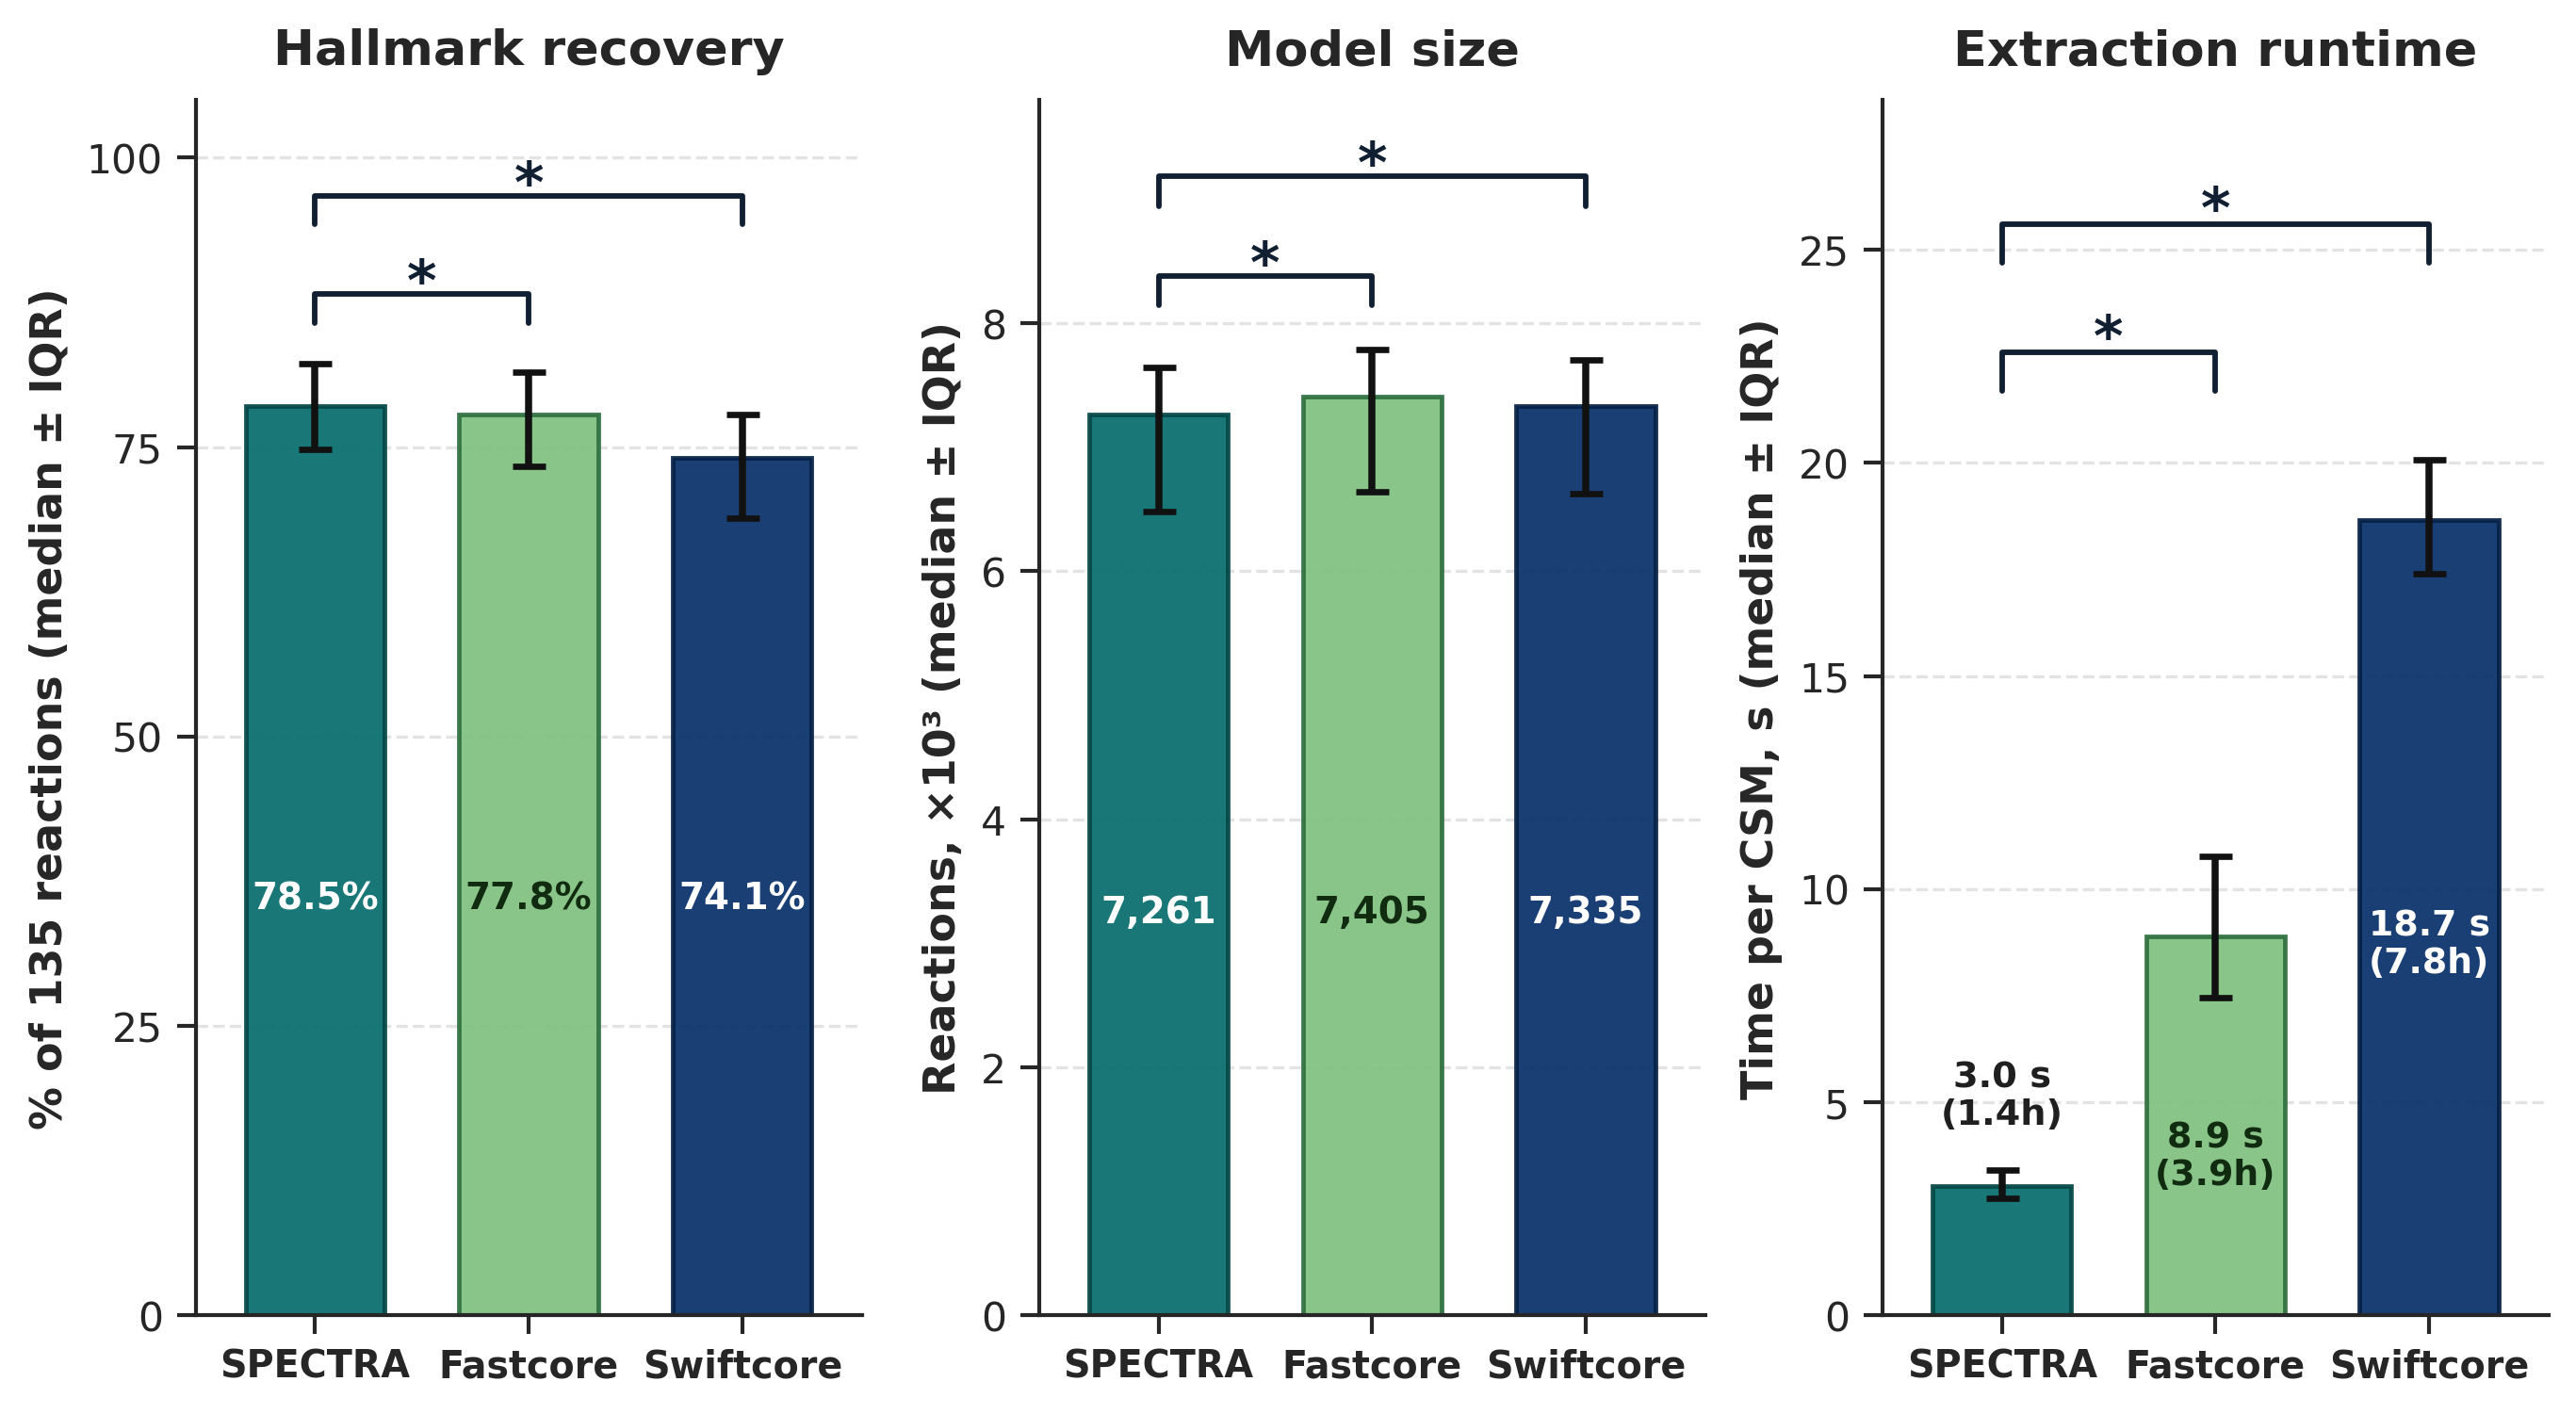 Hallmark recovery
% of 135 reactions (median ± IQR)
100
75
50
25
0
*
*
78.5%
77.8%
74.1%
SPECTRA
Fastcore
Swiftcore
Model size
Reactions, ×10³ (median ± IQR)
8
6
4
2
0
*
*
7,261
7,405
7,335
SPECTRA
Fastcore
Swiftcore
Extraction runtime
Time per CSM, s (median ± IQR)
25
20
15
10
5
0
*
*
3.0 s
(1.4h)
8.9 s
(3.9h)
18.7 s
(7.8h)
SPECTRA
Fastcore
Swiftcore